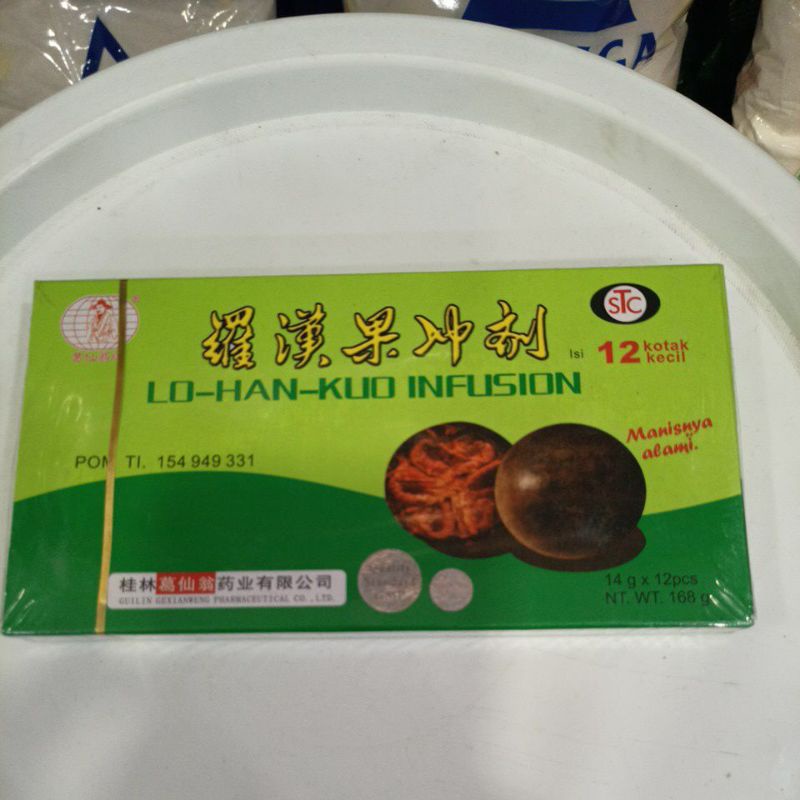 GA
STC
羅漢果冲剂
Isi 12 kotak kecil
LO-HAN-KUO INFUSION
Manisnya alami.
POM TI. 154 949 331
14 g x 12pcs
NT. WT. 168 g
桂林葛仙翁药业有限公司
GUILIN GEXIANWENG PHARMACEUTICAL CO., LTD.